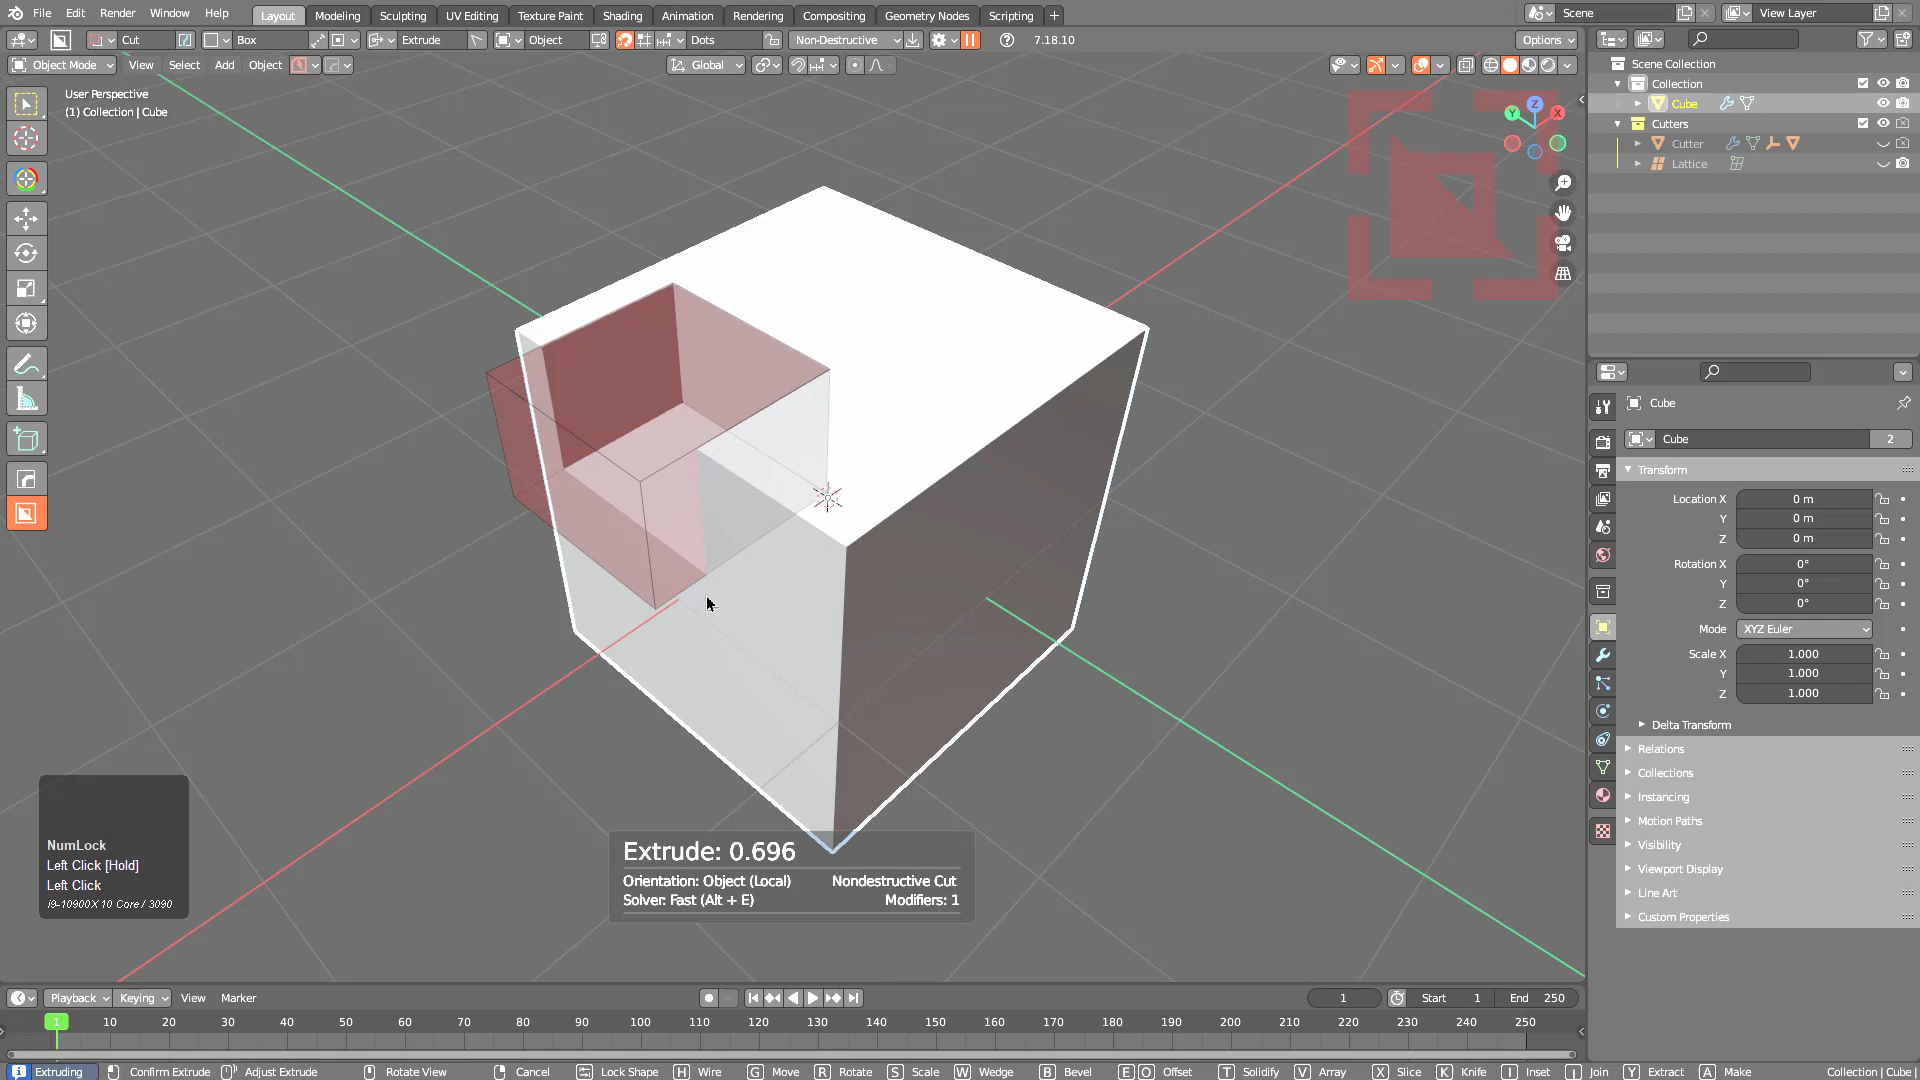 File Edit Render Window Help Layout Modeling Sculpting UV Editing Texture Paint Shading Animation Rendering Compositing Geometry Nodes Scripting + Scene View Layer
Cut Box Extrude Object Dots Non-Destructive 7.18.10 Options
Object Mode View Select Add Object Global
User Perspective
(1) Collection | Cube
Z
Y
X
Scene Collection
Collection
Cube
Cutters
Cutter
Lattice
Cube
Cube 2
Transform
Location X 0 m
Y 0 m
Z 0 m
Rotation X 0°
Y 0°
Z 0°
Mode XYZ Euler
Scale X 1.000
Y 1.000
Z 1.000
Delta Transform
Relations
Collections
Instancing
Motion Paths
Visibility
Viewport Display
Line Art
Custom Properties
NumLock
Left Click [Hold]
Left Click
i9-10900X 10 Core / 3090
Extrude: 0.696
Orientation: Object (Local) Nondestructive Cut
Solver: Fast (Alt + E) Modifiers: 1
Playback Keying View Marker 1 Start 1 End 250
1 10 20 30 40 50 60 70 80 90 100 110 120 130 140 150 160 170 180 190 200 210 220 230 240 250
Extruding Confirm Extrude Adjust Extrude Rotate View Cancel Lock Shape H Wire G Move R Rotate S Scale W Wedge B Bevel E O Offset T Solidify V Array X Slice K Knife I Inset J Join Y Extract A Make Collection | Cube |